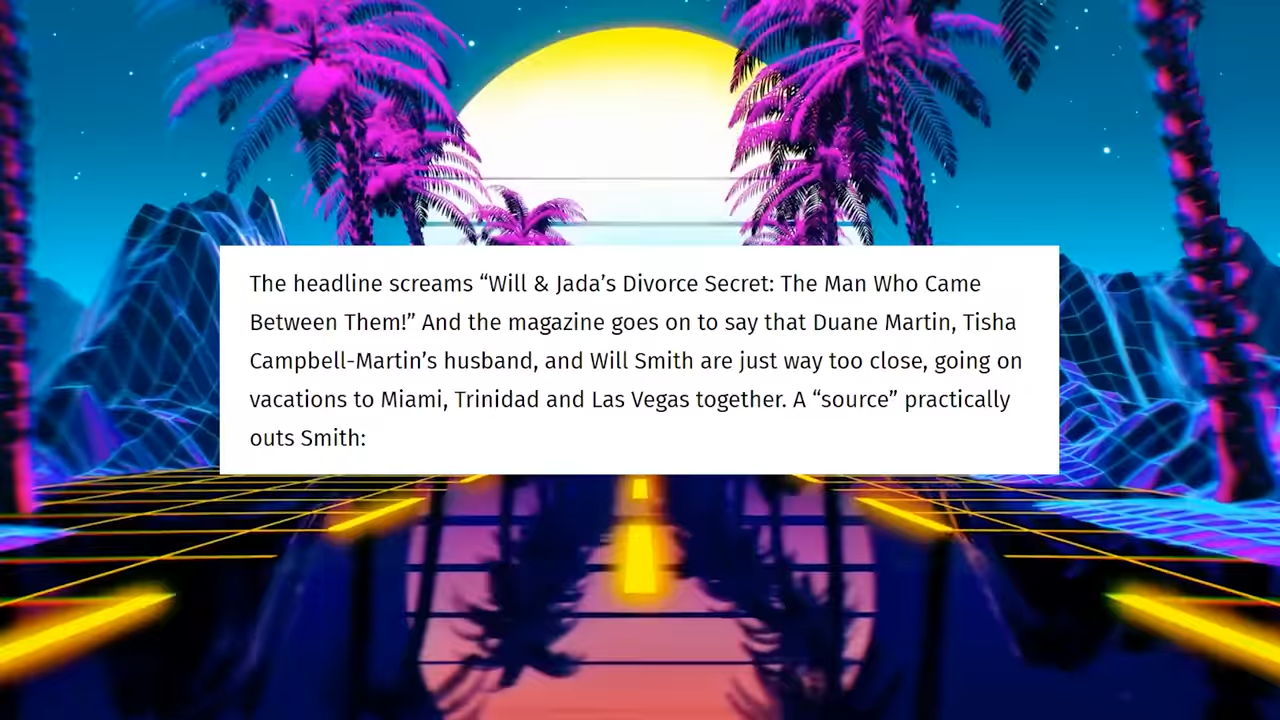 The headline screams “Will & Jada’s Divorce Secret: The Man Who Came
Between Them!” And the magazine goes on to say that Duane Martin, Tisha
Campbell-Martin’s husband, and Will Smith are just way too close, going on
vacations to Miami, Trinidad and Las Vegas together. A “source” practically
outs Smith: